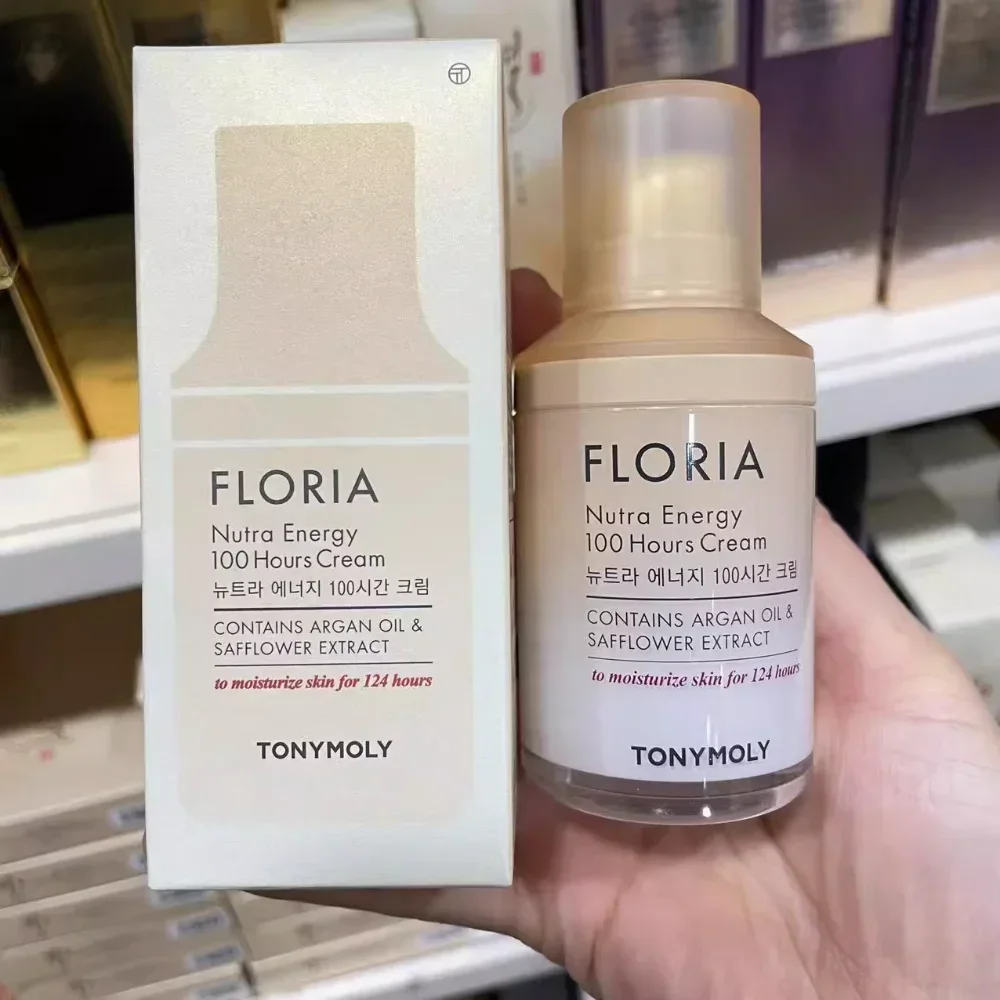 FLORIA
Nutra Energy
100 Hours Cream
뉴트라 에너지 100시간 크림
CONTAINS ARGAN OIL &
SAFFLOWER EXTRACT
to moisturize skin for 124 hours
TONYMOLY
FLORIA
Nutra Energy
100 Hours Cream
뉴트라 에너지 100시간 크림
CONTAINS ARGAN OIL &
SAFFLOWER EXTRACT
to moisturize skin for 124 hours
TONYMOLY